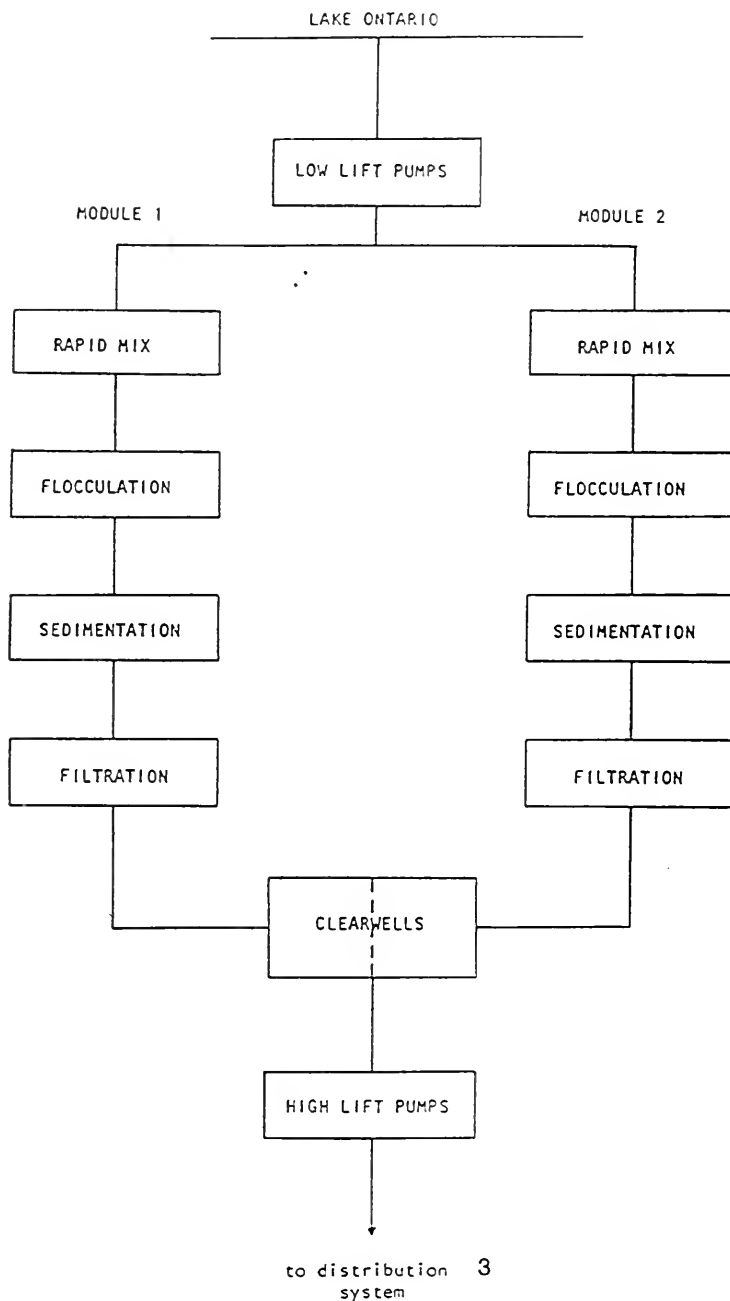 LAKE ONTARIO
LOW LIFT PUMPS
MODULE 1
MODULE 2
RAPID MIX
RAPID MIX
FLOCCULATION
FLOCCULATION
SEDIMENTATION
SEDIMENTATION
FILTRATION
FILTRATION
CLEARWELLS
HIGH LIFT PUMPS
to distribution 3
system